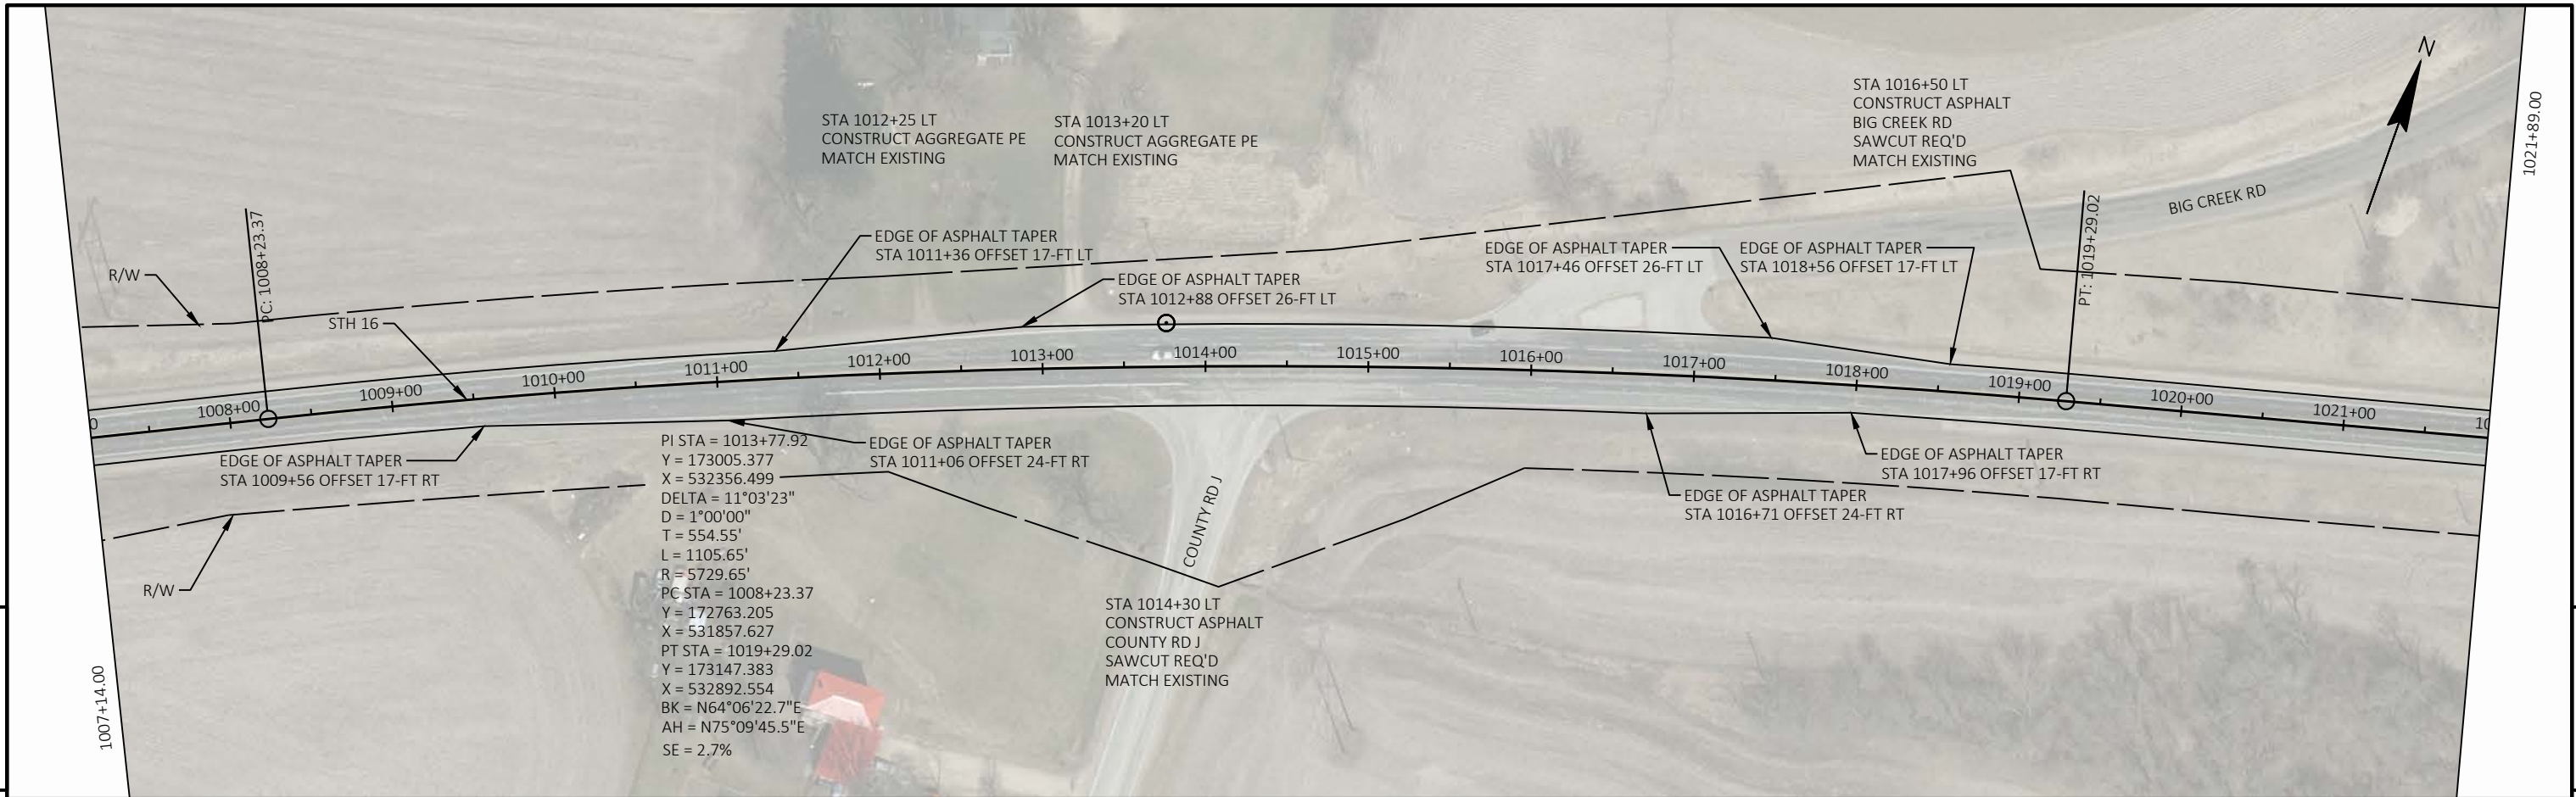 N
STA 1016+50 LT
CONSTRUCT ASPHALT
BIG CREEK RD
SAWCUT REQ'D
MATCH EXISTING
STA 1012+25 LT
CONSTRUCT AGGREGATE PE
MATCH EXISTING
STA 1013+20 LT
CONSTRUCT AGGREGATE PE
MATCH EXISTING
1021+89.00
BIG CREEK RD
PC: 1008+23.37
PT: 1019+29.02
EDGE OF ASPHALT TAPER
STA 1011+36 OFFSET 17-FT LT
EDGE OF ASPHALT TAPER
STA 1012+88 OFFSET 26-FT LT
EDGE OF ASPHALT TAPER
STA 1017+46 OFFSET 26-FT LT
EDGE OF ASPHALT TAPER
STA 1018+56 OFFSET 17-FT LT
R/W
STH 16
0
1008+00
1009+00
1010+00
1011+00
1012+00
1013+00
1014+00
1015+00
1016+00
1017+00
1018+00
1019+00
1020+00
1021+00
10
EDGE OF ASPHALT TAPER
STA 1009+56 OFFSET 17-FT RT
EDGE OF ASPHALT TAPER
STA 1011+06 OFFSET 24-FT RT
EDGE OF ASPHALT TAPER
STA 1017+96 OFFSET 17-FT RT
EDGE OF ASPHALT TAPER
STA 1016+71 OFFSET 24-FT RT
PI STA = 1013+77.92
Y = 173005.377
X = 532356.499
DELTA = 11°03'23"
D = 1°00'00"
T = 554.55'
L = 1105.65'
R = 5729.65'
PC STA = 1008+23.37
Y = 172763.205
X = 531857.627
PT STA = 1019+29.02
Y = 173147.383
X = 532892.554
BK = N64°06'22.7"E
AH = N75°09'45.5"E
SE = 2.7%
COUNTY RD J
R/W
STA 1014+30 LT
CONSTRUCT ASPHALT
COUNTY RD J
SAWCUT REQ'D
MATCH EXISTING
1007+14.00